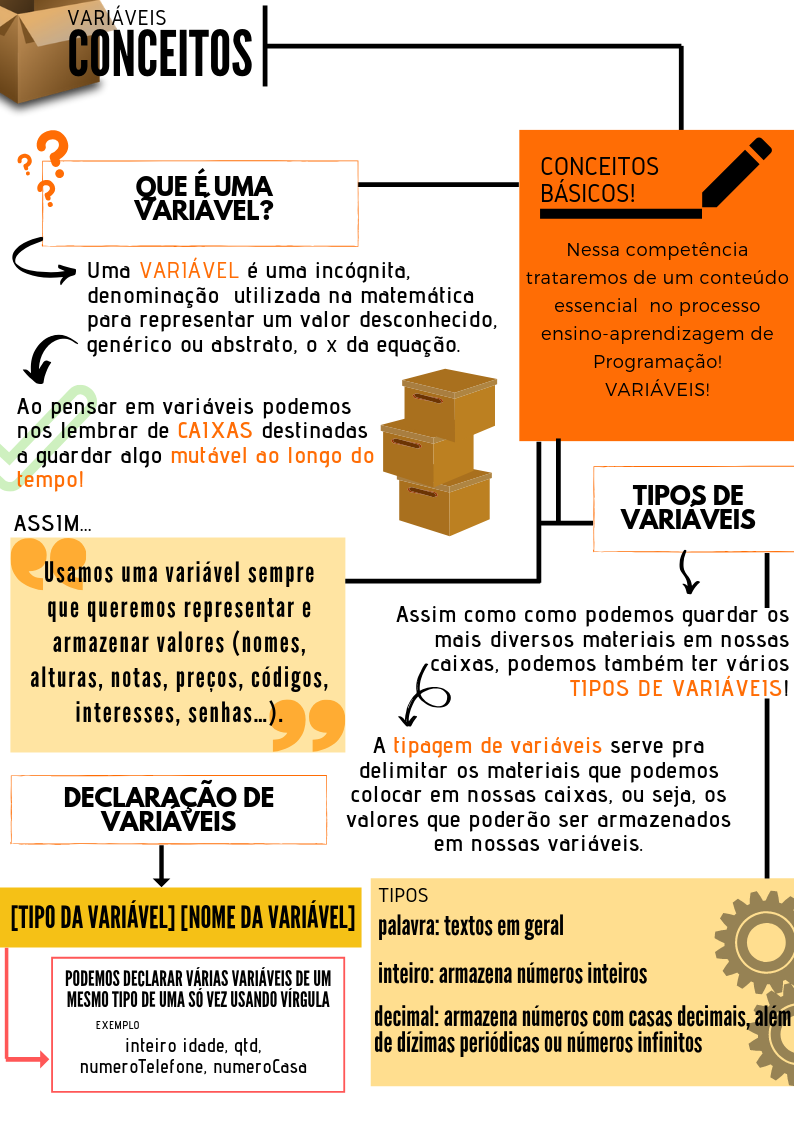 VARIÁVEIS
CONCEITOS
QUE É UMA
VARIÁVEL?
CONCEITOS
BÁSICOS!
Nessa competência
trataremos de um conteúdo
essencial no processo
ensino-aprendizagem de
Programação!
VARIÁVEIS!
Uma VARIÁVEL é uma incógnita,
denominação utilizada na matemática
para representar um valor desconhecido,
genérico ou abstrato, o x da equação.
Ao pensar em variáveis podemos
nos lembrar de CAIXAS destinadas
a guardar algo mutável ao longo do
tempo!
ASSIM...
Usamos uma variável sempre
que queremos representar e
armazenar valores (nomes,
alturas, notas, preços, códigos,
interesses, senhas...).
TIPOS DE
VARIÁVEIS
Assim como como podemos guardar os
mais diversos materiais em nossas
caixas, podemos também ter vários
TIPOS DE VARIÁVEIS!
A tipagem de variáveis serve pra
delimitar os materiais que podemos
colocar em nossas caixas, ou seja, os
valores que poderão ser armazenados
em nossas variáveis.
DECLARAÇÃO DE
VARIÁVEIS
[TIPO DA VARIÁVEL] [NOME DA VARIÁVEL]
PODEMOS DECLARAR VÁRIAS VARIÁVEIS DE UM
MESMO TIPO DE UMA SÓ VEZ USANDO VÍRGULA
EXEMPLO
inteiro idade, qtd,
numeroTelefone, numeroCasa
TIPOS
palavra: textos em geral
inteiro: armazena números inteiros
decimal: armazena números com casas decimais, além
de dízimas periódicas ou números infinitos